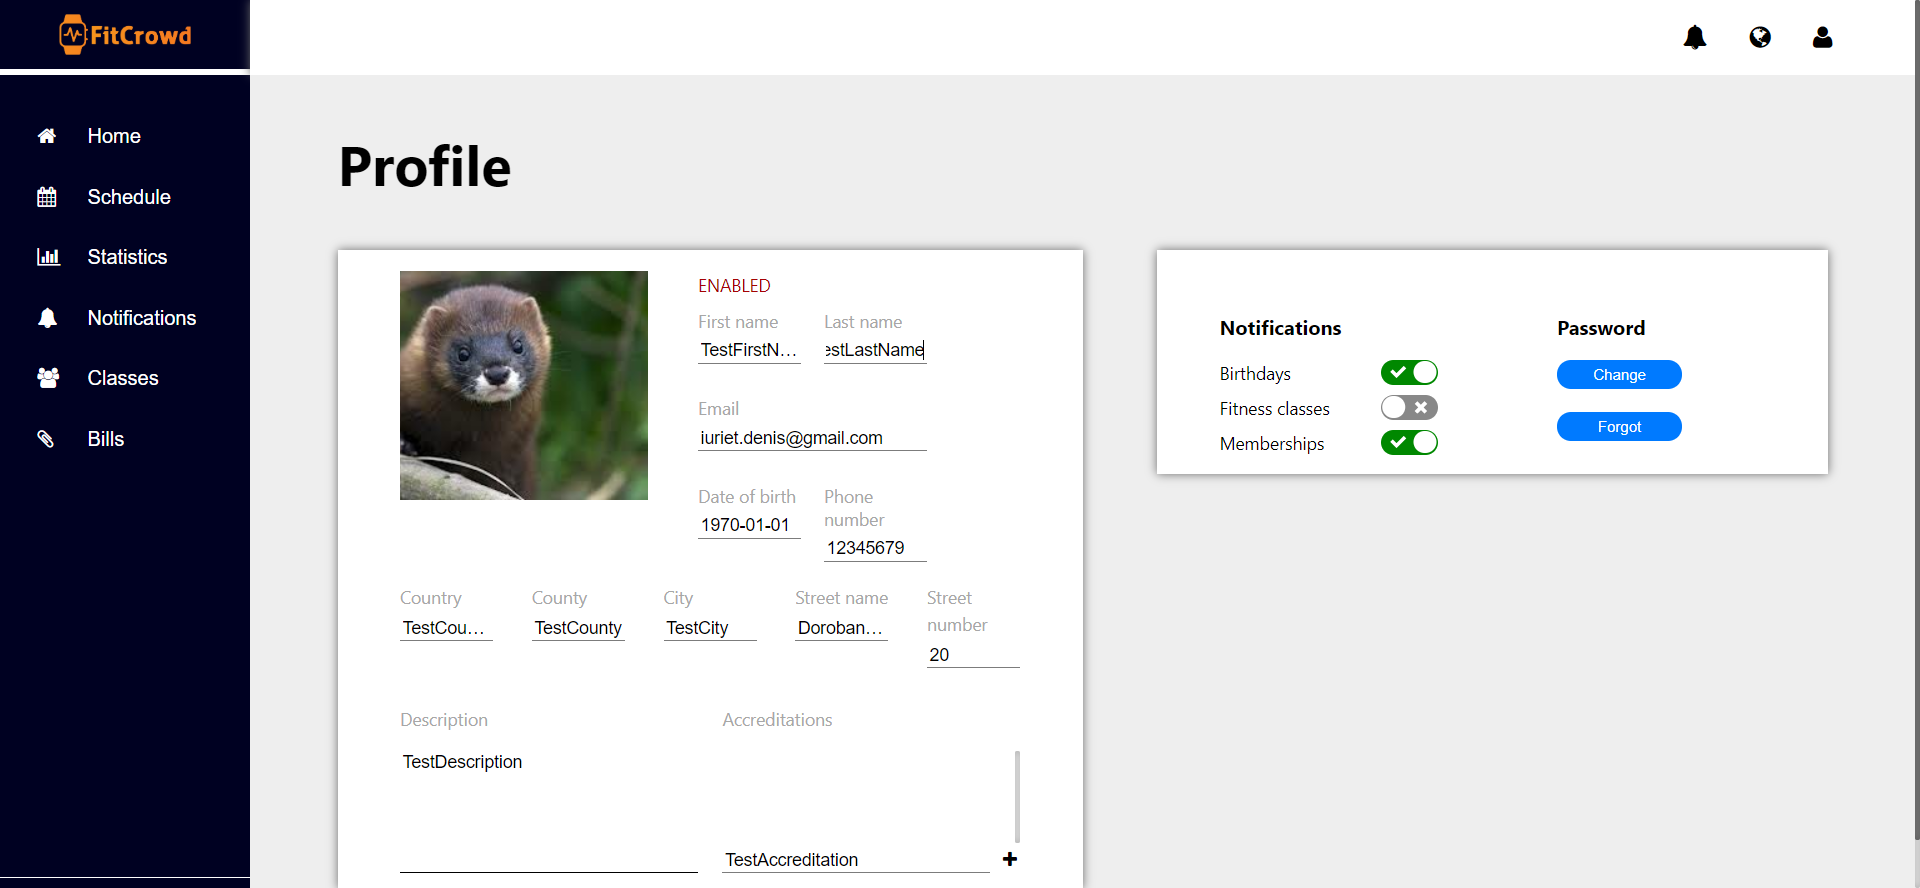 FitCrowd
Home
Schedule
Statistics
Notifications
Classes
Bills
Profile
ENABLED
First name
Last name
TestFirstN...
estLastName
Email
iuriet.denis@gmail.com
Date of birth
Phone
number
1970-01-01
12345679
Country
County
City
Street name
Street
number
TestCou...
TestCounty
TestCity
Doroban...
20
Description
Accreditations
TestDescription
TestAccreditation
Notifications
Password
Birthdays
Change
Fitness classes
Forgot
Memberships